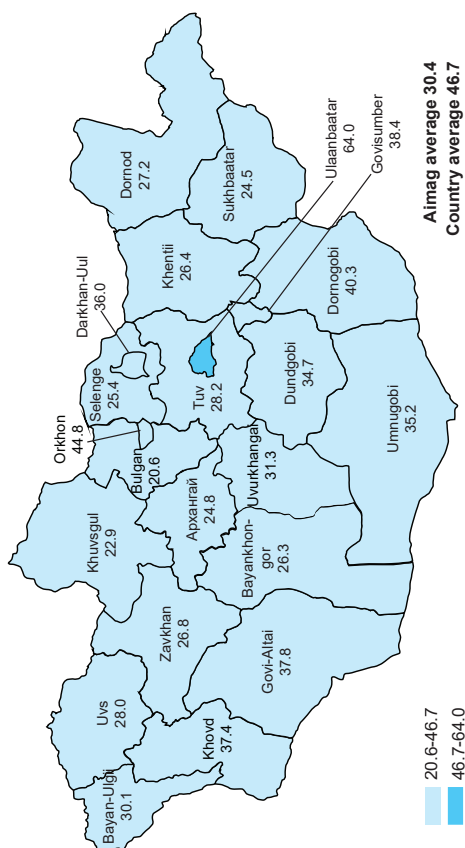 Bayan-Ulgii
30.1
Uvs
28.0
Khovd
37.4
Zavkhan
26.8
Govi-Altai
37.8
Khuvsgul
22.9
Архангай
24.8
Bayankhon-
gor
26.3
Orkhon
44.8
Bulgan
20.6
Uvurkhangai
31.3
Selenge
25.4
Darkhan-Uul
36.0
Tuv
28.2
Dundgobi
34.7
Umnugobi
35.2
Khentii
26.4
Dornogobi
40.3
Dornod
27.2
Sukhbaatar
24.5
Ulaanbaatar
64.0
Govisumber
38.4
20.6-46.7
46.7-64.0
Aimag average 30.4
Country average 46.7